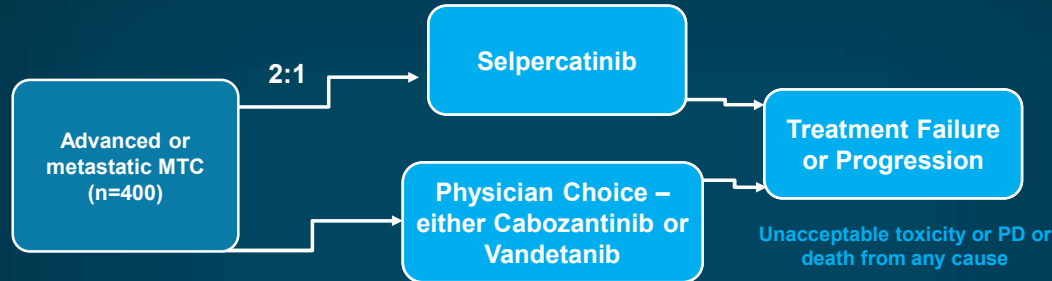 Advanced or
metastatic MTC
(n=400)
2:1
Selpercatinib
Physician Choice –
either Cabozantinib or
Vandetanib
Treatment Failure
or Progression
Unacceptable toxicity or PD or
death from any cause